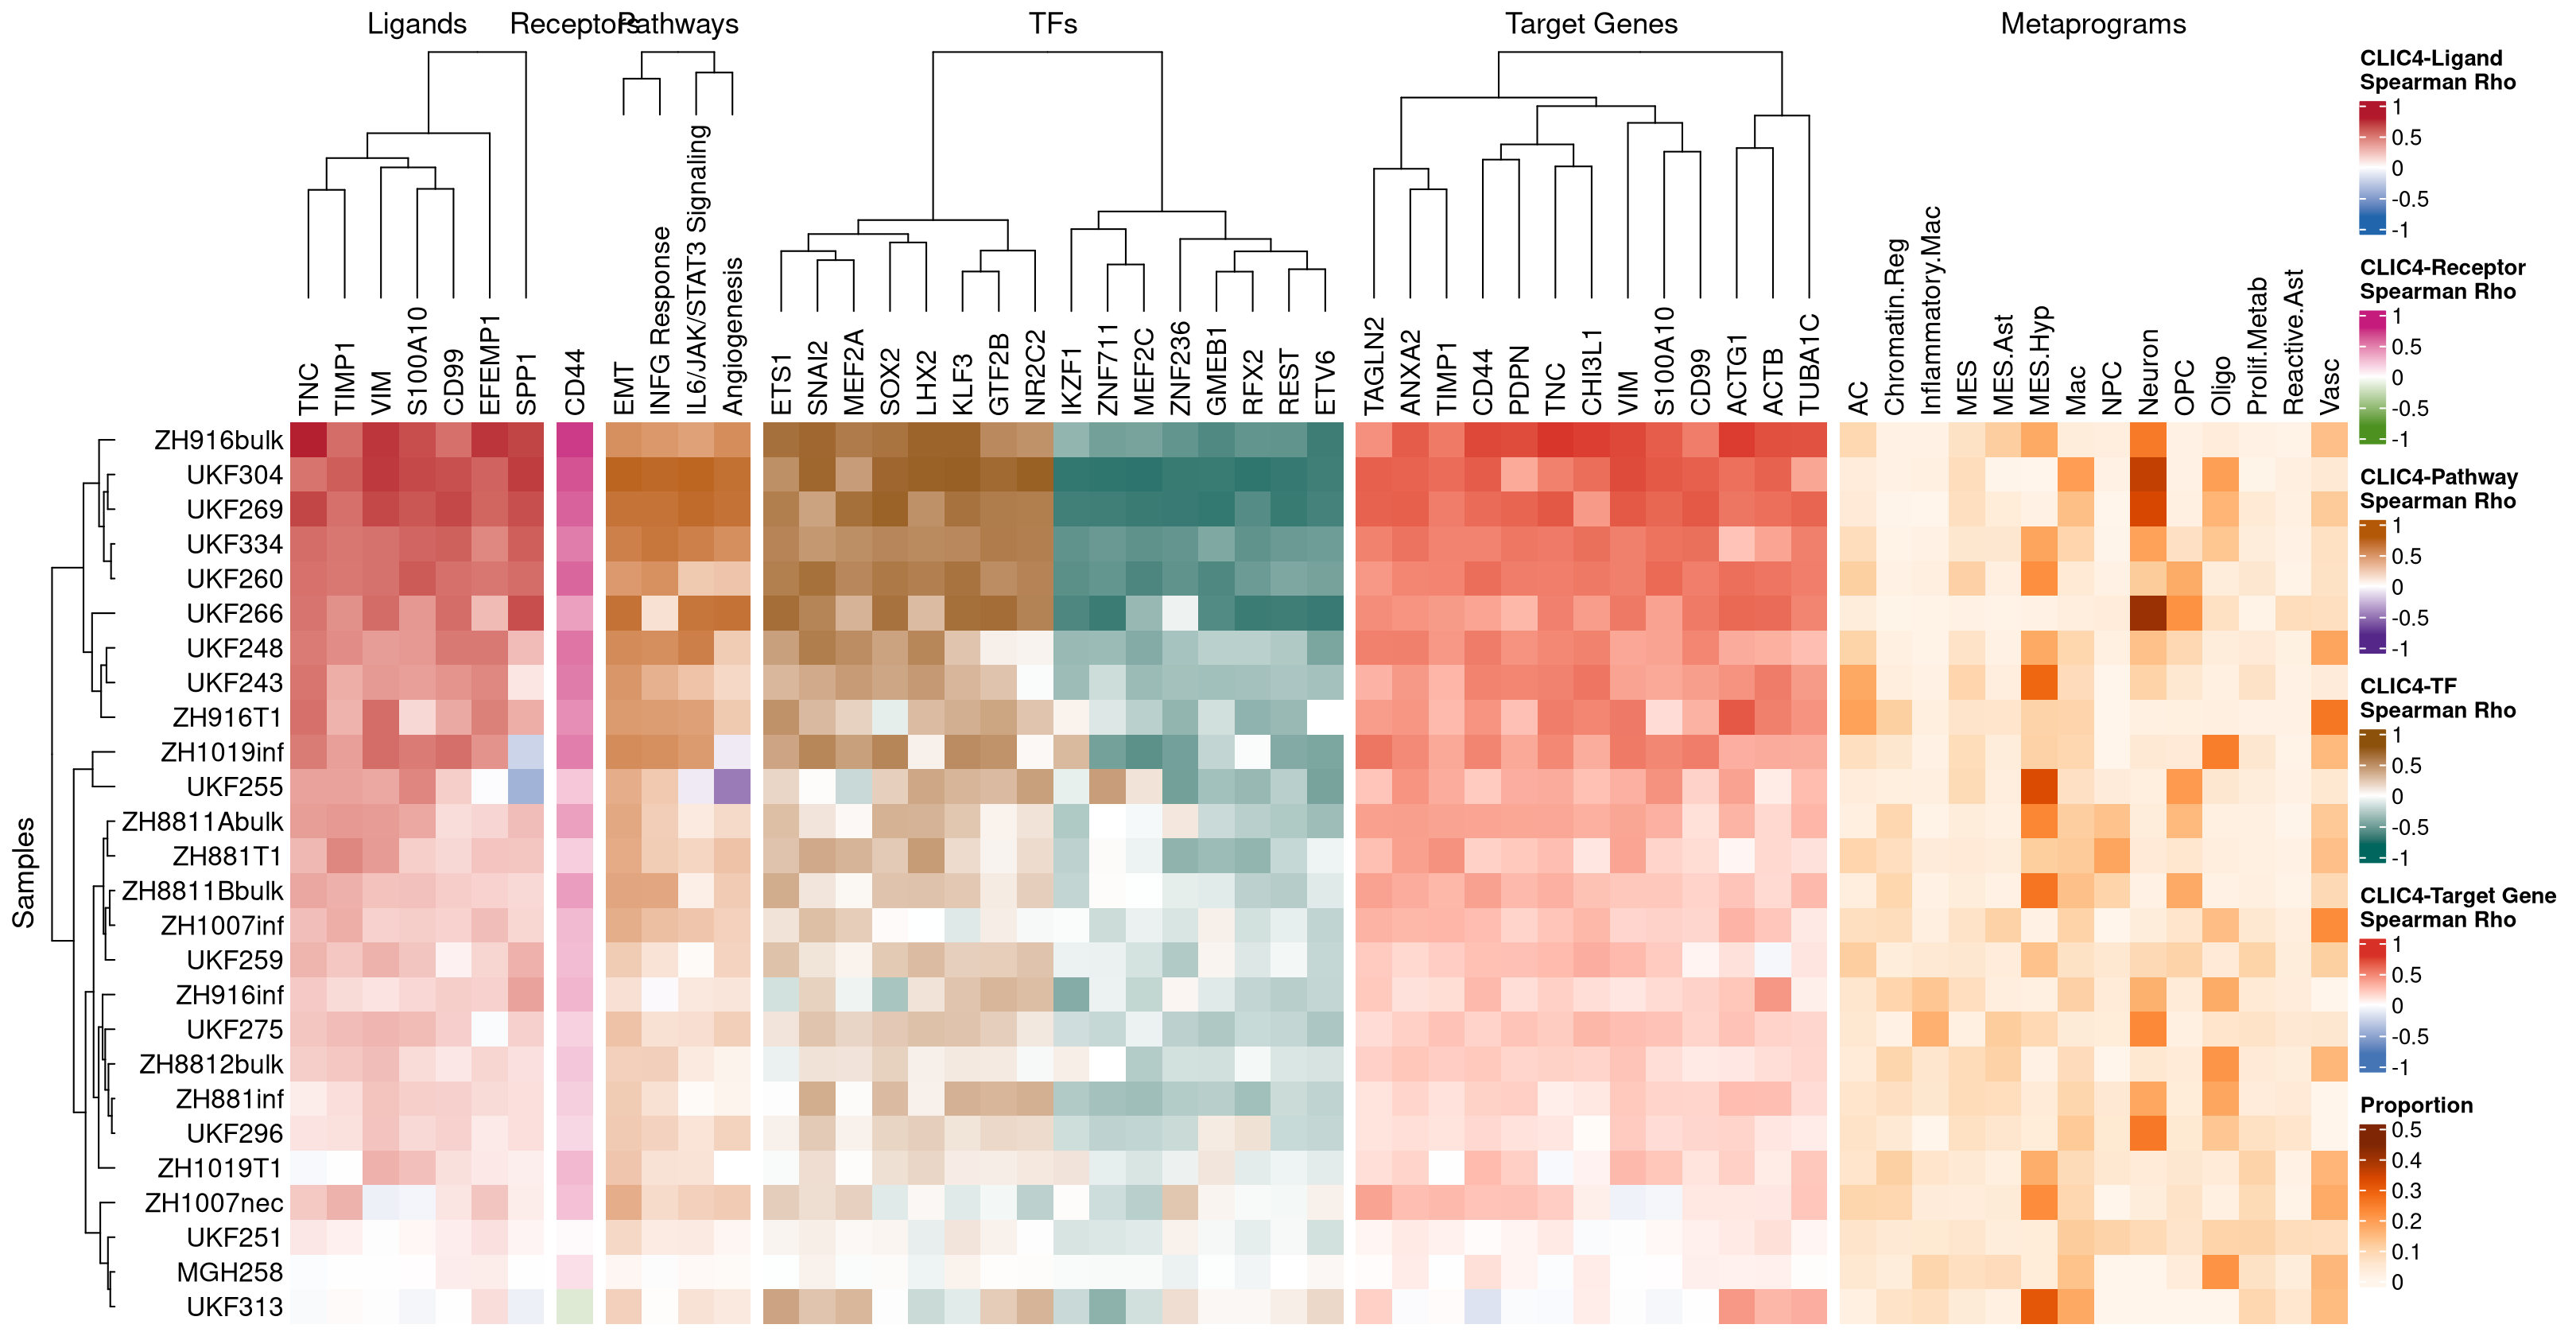 Ligands
Receptors
Pathways
TFs
Target Genes
Metaprograms
TNC
TIMP1
VIM
S100A10
CD99
EFEMP1
SPP1
CD44
EMT
INFG Response
IL6/JAK/STAT3 Signaling
Angiogenesis
ETS1
SNAI2
MEF2A
SOX2
LHX2
KLF3
GTF2B
NR2C2
IKZF1
ZNF711
MEF2C
ZNF236
GMEB1
RFX2
REST
ETV6
TAGLN2
ANXA2
TIMP1
CD44
PDPN
TNC
CHI3L1
VIM
S100A10
CD99
ACTG1
ACTB
TUBA1C
AC
Chromatin.Reg
Inflammatory.Mac
MES
MES.Ast
MES.Hyp
Mac
NPC
Neuron
OPC
Oligo
Prolif.Metab
Reactive.Ast
Vasc
Samples
ZH916bulk
UKF304
UKF269
UKF334
UKF260
UKF266
UKF248
UKF243
ZH916T1
ZH1019inf
UKF255
ZH8811Abulk
ZH881T1
ZH8811Bbulk
ZH1007inf
UKF259
ZH916inf
UKF275
ZH8812bulk
ZH881inf
UKF296
ZH1019T1
ZH1007nec
UKF251
MGH258
UKF313
CLIC4-Ligand
Spearman Rho
1
0.5
0
-0.5
-1
CLIC4-Receptor
Spearman Rho
1
0.5
0
-0.5
-1
CLIC4-Pathway
Spearman Rho
1
0.5
0
-0.5
-1
CLIC4-TF
Spearman Rho
1
0.5
0
-0.5
-1
CLIC4-Target Gene
Spearman Rho
1
0.5
0
-0.5
-1
Proportion
0.5
0.4
0.3
0.2
0.1
0